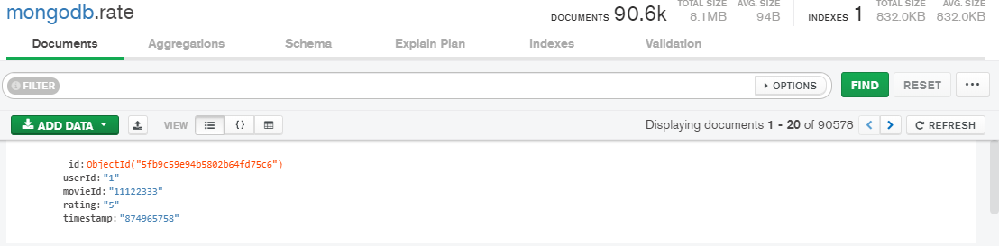 mongodb.rate
DOCUMENTS 90.6k TOTAL SIZE 8.1MB AVG. SIZE 94B INDEXES 1 TOTAL SIZE 832.0KB AVG. SIZE 832.0KB
Documents Aggregations Schema Explain Plan Indexes Validation
FILTER OPTIONS FIND RESET ...
ADD DATA VIEW {} Displaying documents 1 - 20 of 90578 < > REFRESH
_id: ObjectId("5fb9c59e94b5802b64fd75c6")
userId: "1"
movieId: "11122333"
rating: "5"
timestamp: "874965758"